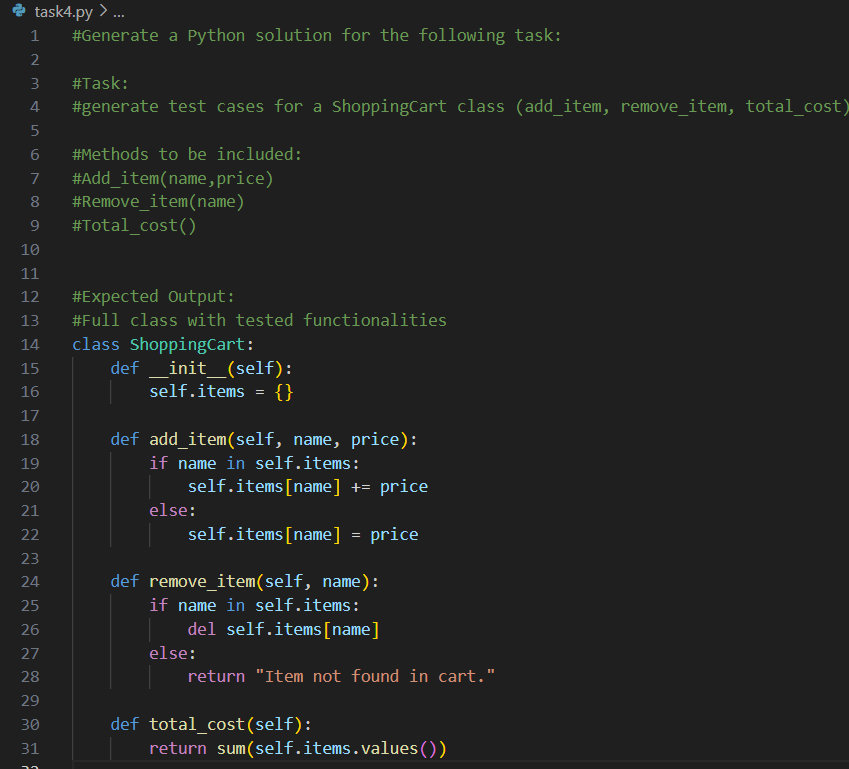 task4.py > ...
1 #Generate a Python solution for the following task:
2
3 #Task:
4 #generate test cases for a ShoppingCart class (add_item, remove_item, total_cost)
5
6 #Methods to be included:
7 #Add_item(name,price)
8 #Remove_item(name)
9 #Total_cost()
10
11
12 #Expected Output:
13 #Full class with tested functionalities
14 class ShoppingCart:
15     def __init__(self):
16         self.items = {}
17
18     def add_item(self, name, price):
19         if name in self.items:
20             self.items[name] += price
21         else:
22             self.items[name] = price
23
24     def remove_item(self, name):
25         if name in self.items:
26             del self.items[name]
27         else:
28             return "Item not found in cart."
29
30     def total_cost(self):
31         return sum(self.items.values())